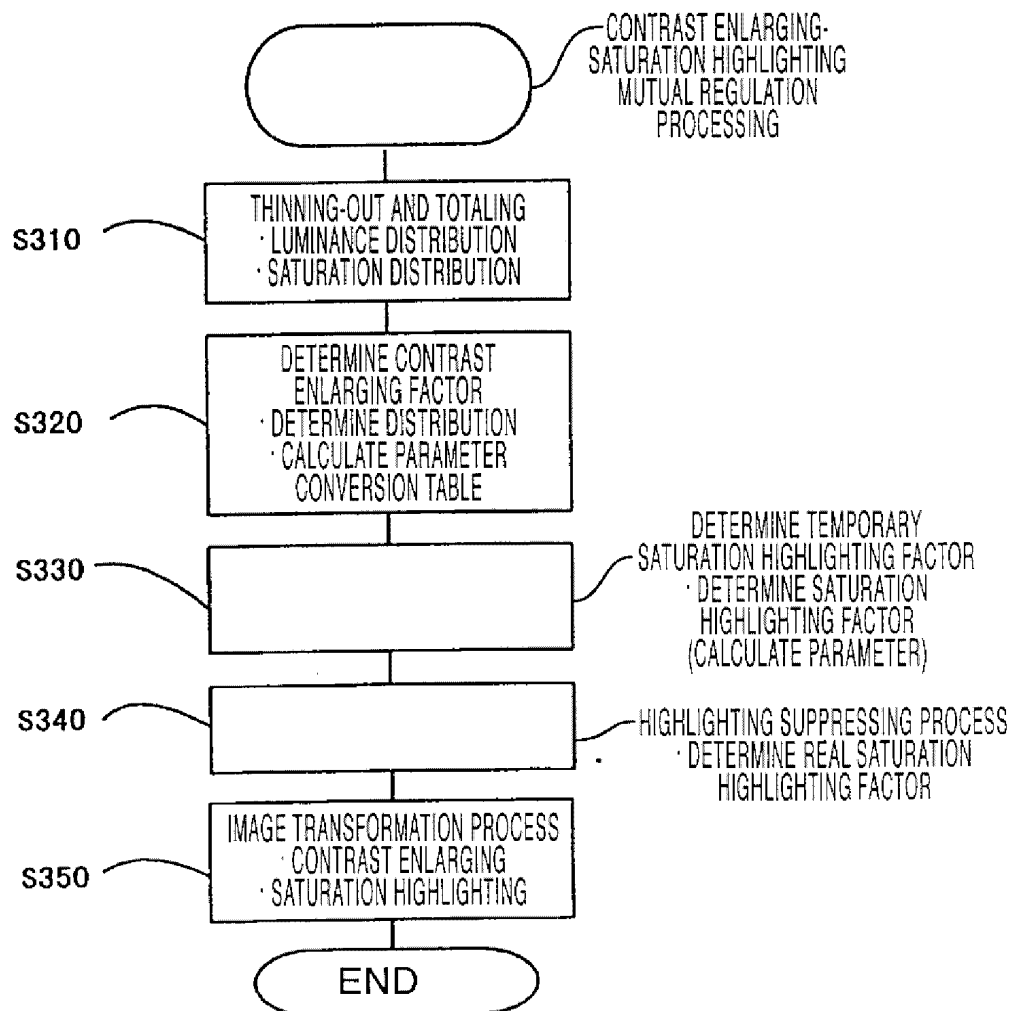 CONTRAST ENLARGING-
SATURATION HIGHLIGHTING
MUTUAL REGULATION
PROCESSING
S310
THINNING-OUT AND TOTALING
· LUMINANCE DISTRIBUTION
· SATURATION DISTRIBUTION
S320
DETERMINE CONTRAST
ENLARGING FACTOR
· DETERMINE DISTRIBUTION
· CALCULATE PARAMETER
CONVERSION TABLE
S330
DETERMINE TEMPORARY
SATURATION HIGHLIGHTING FACTOR
· DETERMINE SATURATION
HIGHLIGHTING FACTOR
(CALCULATE PARAMETER)
S340
HIGHLIGHTING SUPPRESSING PROCESS
· DETERMINE REAL SATURATION
HIGHLIGHTING FACTOR
S350
IMAGE TRANSFORMATION PROCESS
· CONTRAST ENLARGING
· SATURATION HIGHLIGHTING
END